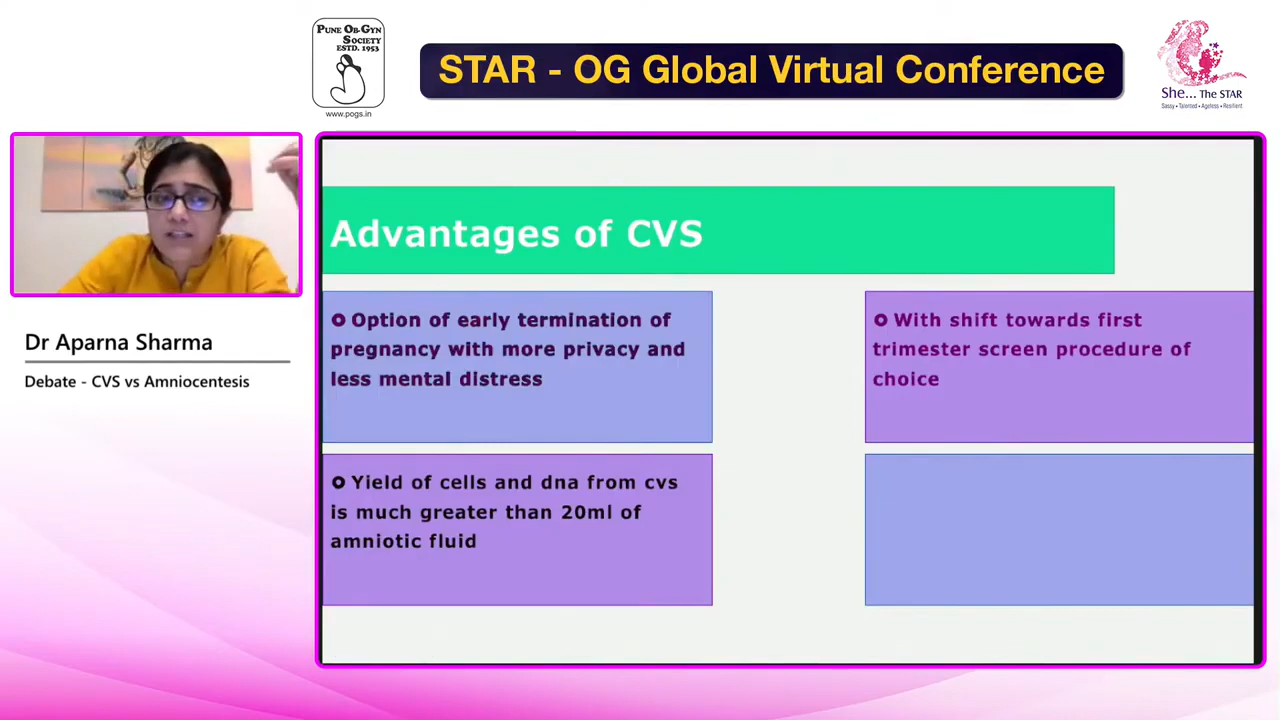 PUNE OB-GYN
SOCIETY
ESTD. 1953
www.pogs.in
STAR - OG Global Virtual Conference
She... The STAR
Sassy • Talented • Ageless • Resilient
Dr Aparna Sharma
Debate - CVS vs Amniocentesis
Advantages of CVS
Option of early termination of
pregnancy with more privacy and
less mental distress
With shift towards first
trimester screen procedure of
choice
Yield of cells and dna from cvs
is much greater than 20ml of
amniotic fluid